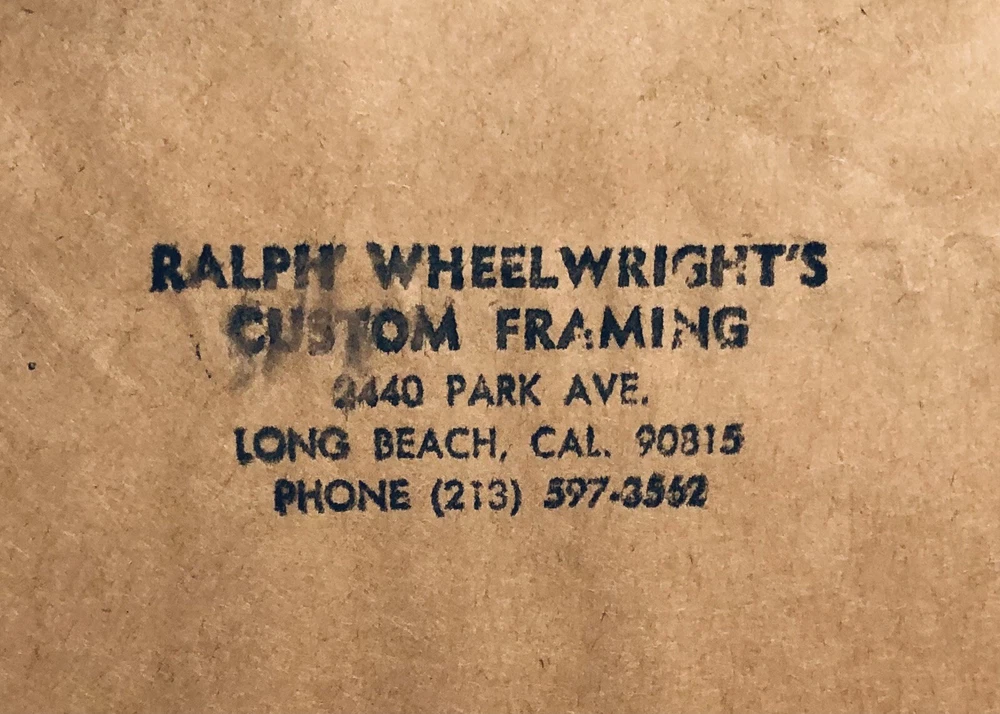 RALPH WHEELWRIGHT'S
CUSTOM FRAMING
2440 PARK AVE.
LONG BEACH, CAL. 90815
PHONE (213) 597-3562